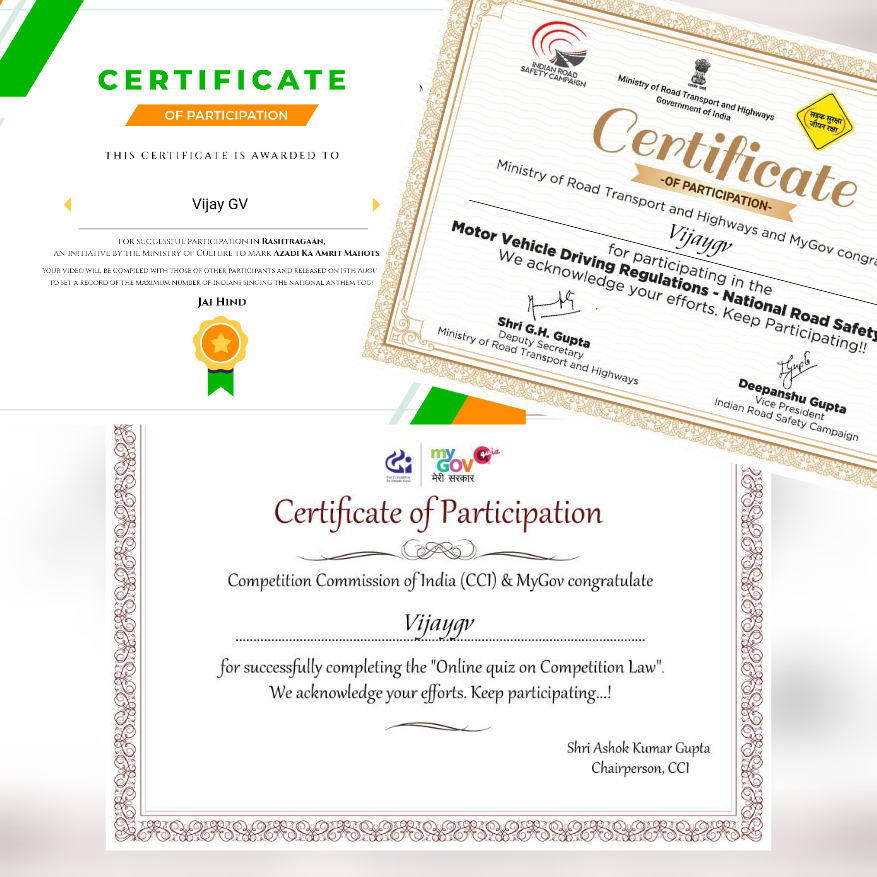 CERTIFICATE
OF PARTICIPATION
THIS CERTIFICATE IS AWARDED TO
Vijay GV
FOR SUCCESSFUL PARTICIPATION IN RASHTRAGAAN,
AN INITIATIVE BY THE MINISTRY OF CULTURE TO MARK AZADI KA AMRIT MAHOTS
YOUR VIDEO WILL BE COMPILED WITH THOSE OF OTHER PARTICIPANTS AND RELEASED ON 15TH AUGU
TO SET A RECORD OF THE MAXIMUM NUMBER OF INDIANS SINGING THE NATIONAL ANTHEM TOG
JAI HIND
INDIAN ROAD
SAFETY CAMPAIGN
Ministry of Road Transport and Highways
Government of India
सड़क सुरक्षा
जीवन रक्षा
Certificate
-OF PARTICIPATION-
Ministry of Road Transport and Highways and MyGov congra
Vijaygv
for participating in the
Motor Vehicle Driving Regulations - National Road Safety
We acknowledge your efforts. Keep Participating!!
Shri G.H. Gupta
Deputy Secretary
Ministry of Road Transport and Highways
Deepanshu Gupta
Vice President
Indian Road Safety Campaign
my
GOV
quiz
मेरी सरकार
Certificate of Participation
Competition Commission of India (CCI) & MyGov congratulate
Vijaygv
for successfully completing the "Online quiz on Competition Law".
We acknowledge your efforts. Keep participating...!
Shri Ashok Kumar Gupta
Chairperson, CCI